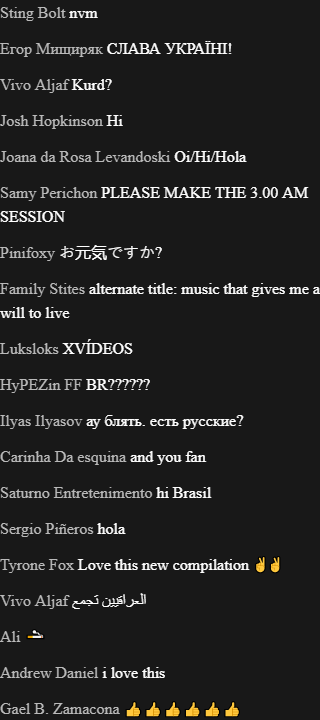 Sting Bolt nvm
Егор Мищиряк СЛАВА УКРАЇНІ!
Vivo Aljaf Kurd?
Josh Hopkinson Hi
Joana da Rosa Levandoski Oi/Hi/Hola
Samy Perichon PLEASE MAKE THE 3.00 AM
SESSION
Pinifoxy お元気ですか?
Family Stites alternate title: music that gives me a
will to live
Luksloks XVÍDEOS
HyPEZin FF BR??????
Ilyas Ilyasov ау блять. есть русские?
Carinha Da esquina and you fan
Saturno Entretenimento hi Brasil
Sergio Piñeros hola
Tyrone Fox Love this new compilation ✌️✌️
Vivo Aljaf العراقيين تجمع
Ali 🚬
Andrew Daniel i love this
Gael B. Zamacona 👍👍👍👍👍👍